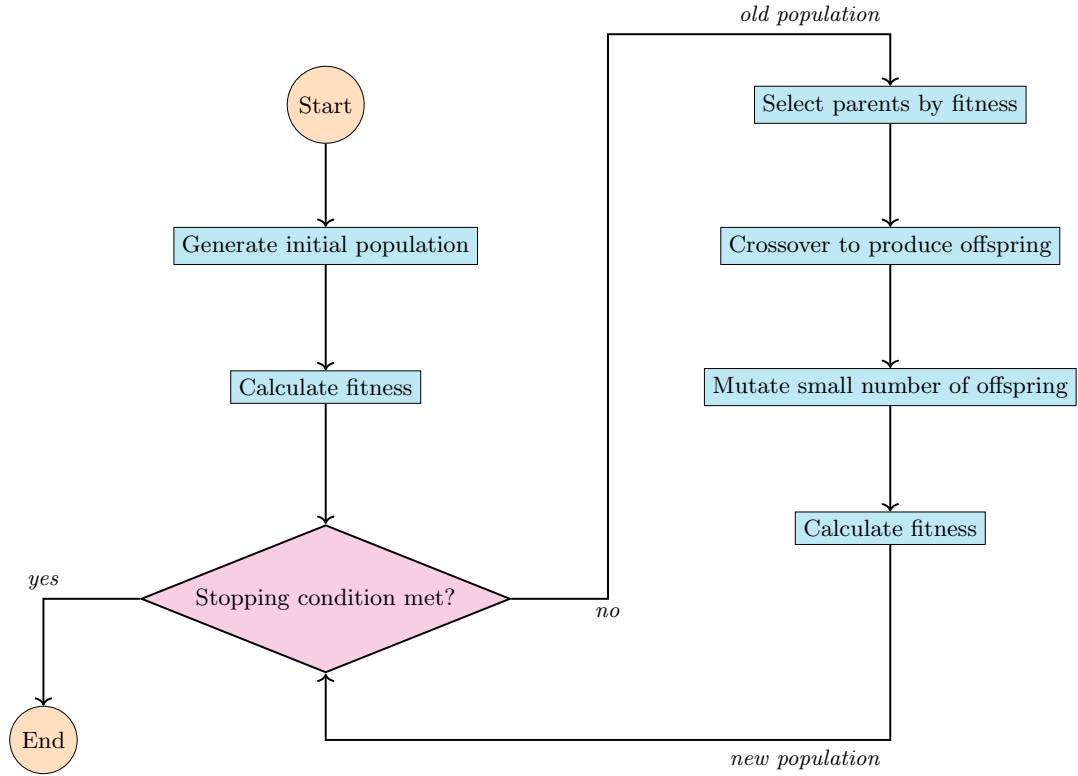 Start
Generate initial population
Calculate fitness
Stopping condition met?
yes
End
no
old population
Select parents by fitness
Crossover to produce offspring
Mutate small number of offspring
Calculate fitness
new population